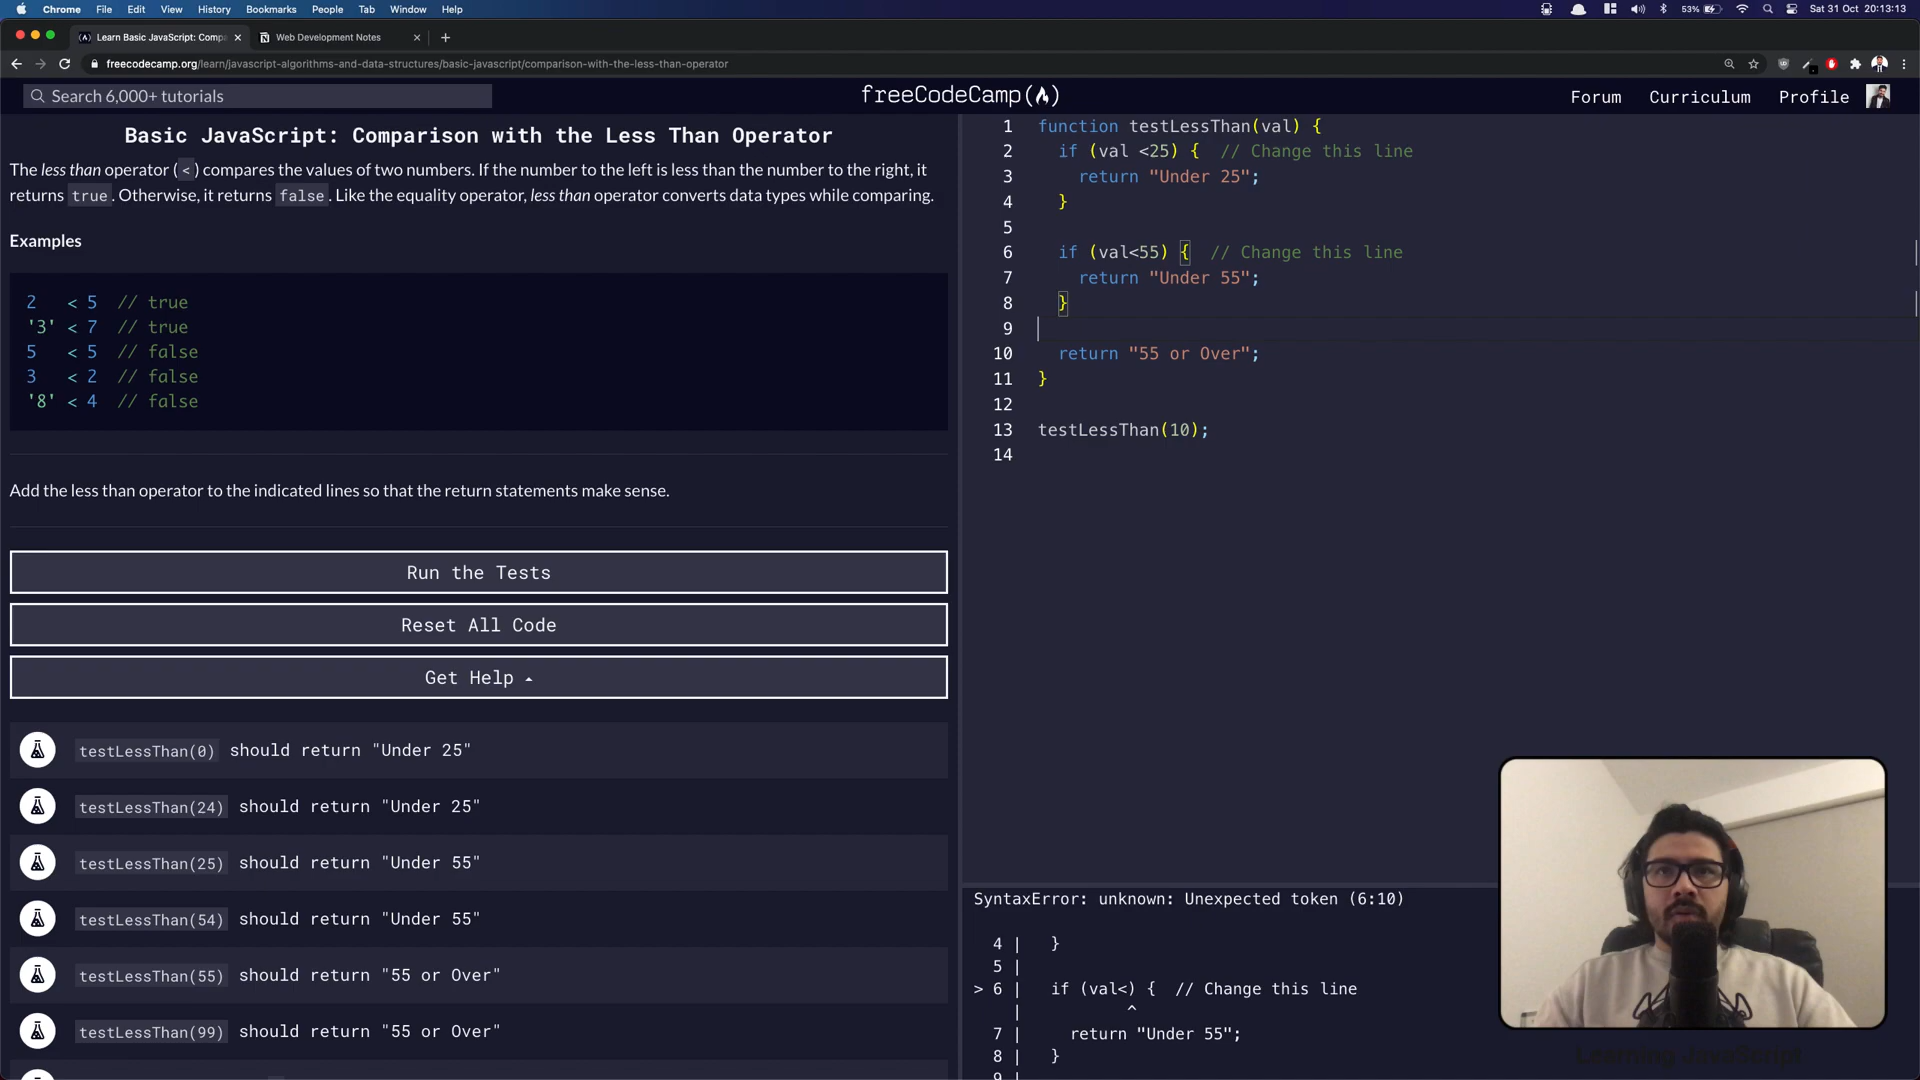 Chrome File Edit View History Bookmarks People Tab Window Help
53% Sat 31 Oct 20:13:13
Learn Basic JavaScript: Comp
Web Development Notes
freecodecamp.org/learn/javascript-algorithms-and-data-structures/basic-javascript/comparison-with-the-less-than-operator
Search 6,000+ tutorials
freeCodeCamp
Forum Curriculum Profile
Basic JavaScript: Comparison with the Less Than Operator
The less than operator (<) compares the values of two numbers. If the number to the left is less than the number to the right, it
returns true. Otherwise, it returns false. Like the equality operator, less than operator converts data types while comparing.
Examples
2 < 5 // true
'3' < 7 // true
5 < 5 // false
3 < 2 // false
'8' < 4 // false
Add the less than operator to the indicated lines so that the return statements make sense.
Run the Tests
Reset All Code
Get Help
testLessThan(0) should return "Under 25"
testLessThan(24) should return "Under 25"
testLessThan(25) should return "Under 55"
testLessThan(54) should return "Under 55"
testLessThan(55) should return "55 or Over"
testLessThan(99) should return "55 or Over"
1 function testLessThan(val) {
2 if (val <25) { // Change this line
3 return "Under 25";
4 }
5
6 if (val<55) { // Change this line
7 return "Under 55";
8 }
9
10 return "55 or Over";
11 }
12
13 testLessThan(10);
14
SyntaxError: unknown: Unexpected token (6:10)
4 | }
5 |
> 6 | if (val<) { // Change this line
| ^
7 | return "Under 55";
8 | }
9
Learning JavaScript